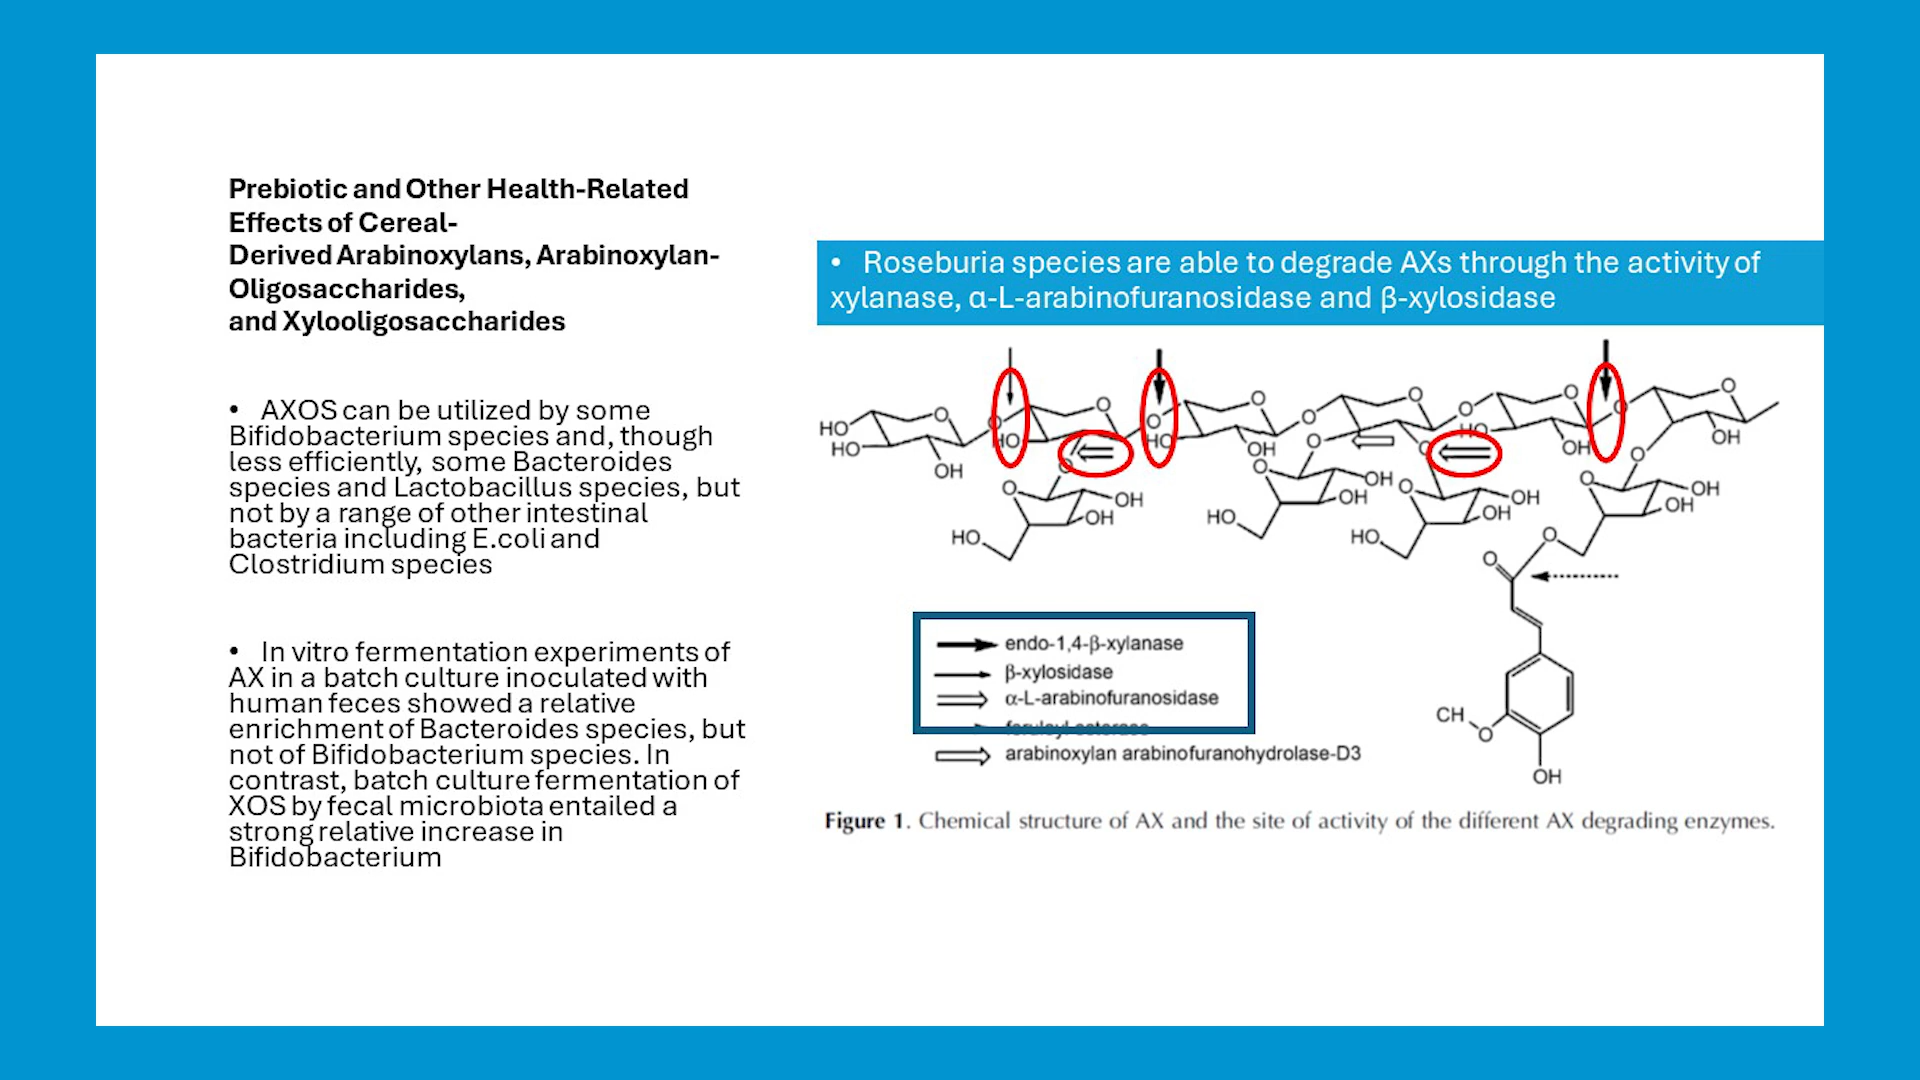 Prebiotic and Other Health-Related
Effects of Cereal-
Derived Arabinoxylans, Arabinoxylan-
Oligosaccharides,
and Xylooligosaccharides
• AXOS can be utilized by some
Bifidobacterium species and, though
less efficiently, some Bacteroides
species and Lactobacillus species, but
not by a range of other intestinal
bacteria including E.coli and
Clostridium species
• In vitro fermentation experiments of
AX in a batch culture inoculated with
human feces showed a relative
enrichment of Bacteroides species, but
not of Bifidobacterium species. In
contrast, batch culture fermentation of
XOS by fecal microbiota entailed a
strong relative increase in
Bifidobacterium
• Roseburia species are able to degrade AXs through the activity of
xylanase, α-L-arabinofuranosidase and β-xylosidase
O O O O O O O O O O O
HO HO HO HO OH OH
HO OH OH O O O
OH O O OH O OH O OH
OH OH OH OH
HO HO HO O
O
CH
O
OH
endo-1,4-β-xylanase
β-xylosidase
α-L-arabinofuranosidase
feruloyl esterase
arabinoxylan arabinofuranohydrolase-D3
Figure 1. Chemical structure of AX and the site of activity of the different AX degrading enzymes.